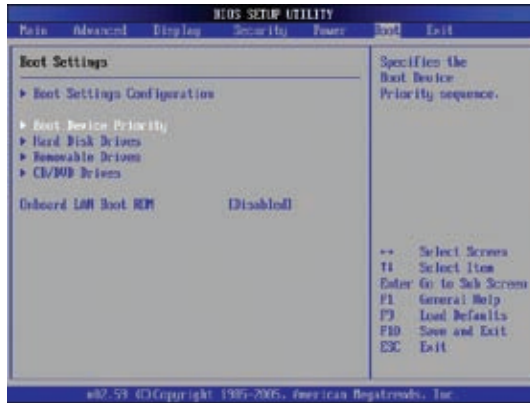 BIOS SETUP UTILITY
Main Advanced Display Security Power Boot Exit
Boot Settings
Boot Settings Configuration
Boot Device Priority
Hard Disk Drives
Removable Drives
CD/DVD Drives
Onboard LAN Boot ROM [Disabled]
Specifies the
Boot Device
Priority sequence.
↔ Select Screen
↑↓ Select Item
Enter Go to Sub Screen
F1 General Help
F9 Load Defaults
F10 Save and Exit
ESC Exit
v02.59 (C)Copyright 1985-2005, American Megatrends, Inc.